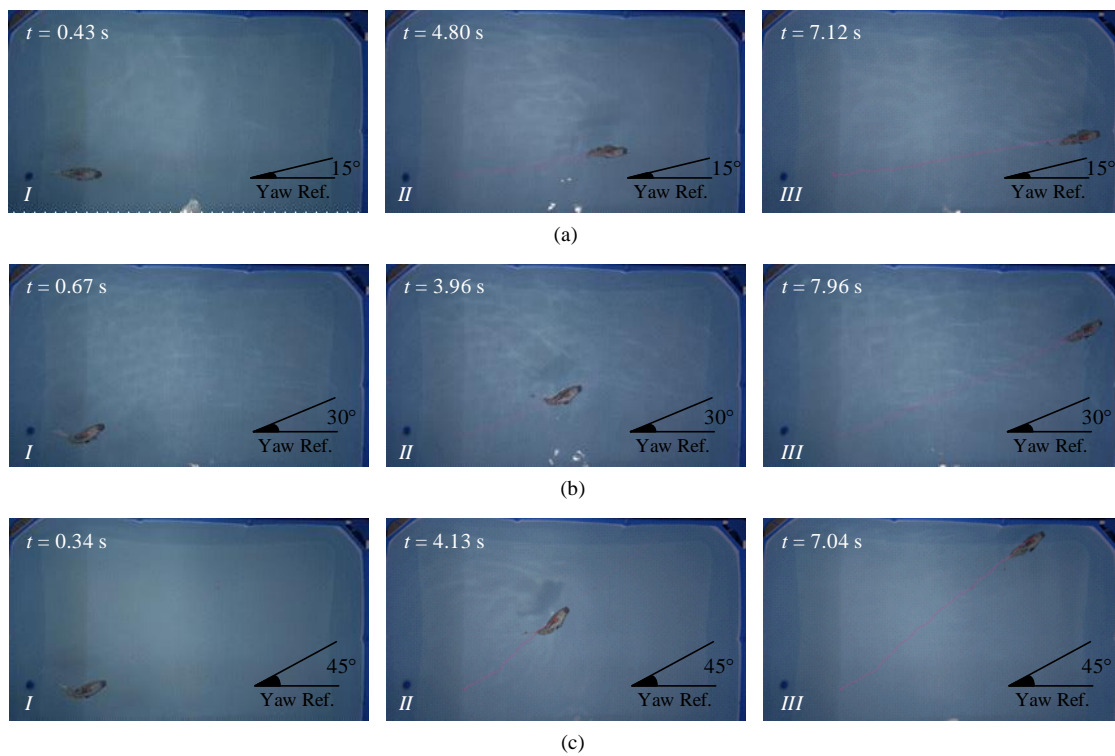 t = 0.43 s
15°
Yaw Ref.
I
t = 4.80 s
15°
Yaw Ref.
II
t = 7.12 s
15°
Yaw Ref.
III
(a)
t = 0.67 s
30°
Yaw Ref.
I
t = 3.96 s
30°
Yaw Ref.
II
t = 7.96 s
30°
Yaw Ref.
III
(b)
t = 0.34 s
45°
Yaw Ref.
I
t = 4.13 s
45°
Yaw Ref.
II
t = 7.04 s
45°
Yaw Ref.
III
(c)